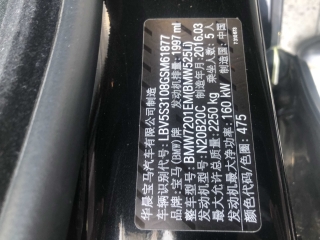 华晨宝马汽车有限公司制造
车辆识别代号: LBV5S3108GSM61877
品牌: 宝马 (BMW) 牌 发动机排量: 1997 ml
整车型号: BMW7201EM(BMW525Li)
发动机型号: N20B20C 制造年月: 2016.03
最大允许总质量: 2250 kg 乘坐人数: 5 人
发动机最大净功率: 160 kW 制造国: 中国
颜色代码/色圈: 475